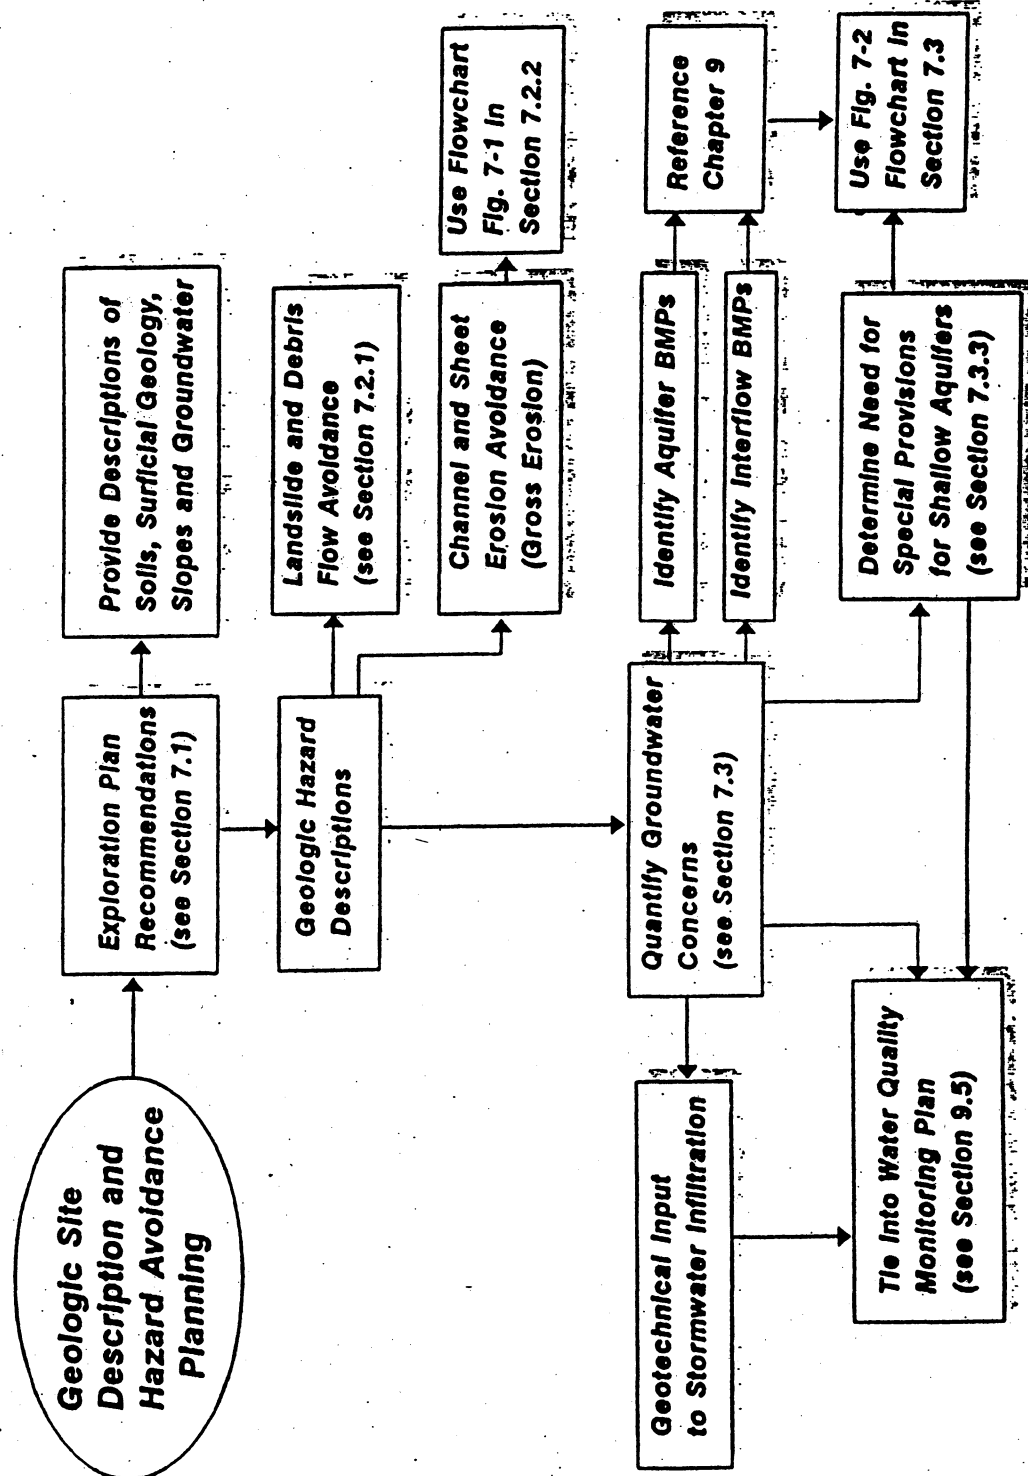 Geologic Site
Description and
Hazard Avoidance
Planning
Exploration Plan
Recommendations
(see Section 7.1)
Provide Descriptions of
Soils, Surficial Geology,
Slopes and Groundwater
Geologic Hazard
Descriptions
Landslide and Debris
Flow Avoidance
(see Section 7.2.1)
Channel and Sheet
Erosion Avoidance
(Gross Erosion)
Use Flowchart
Fig. 7-1 in
Section 7.2.2
Quantify Groundwater
Concerns
(see Section 7.3)
Identify Aquifer BMPs
Identify Interflow BMPs
Reference
Chapter 9
Geotechnical Input
to Stormwater Infiltration
Determine Need for
Special Provisions
for Shallow Aquifers
(see Section 7.3.3)
Use Fig. 7-2
Flowchart in
Section 7.3
Tie Into Water Quality
Monitoring Plan
(see Section 9.5)